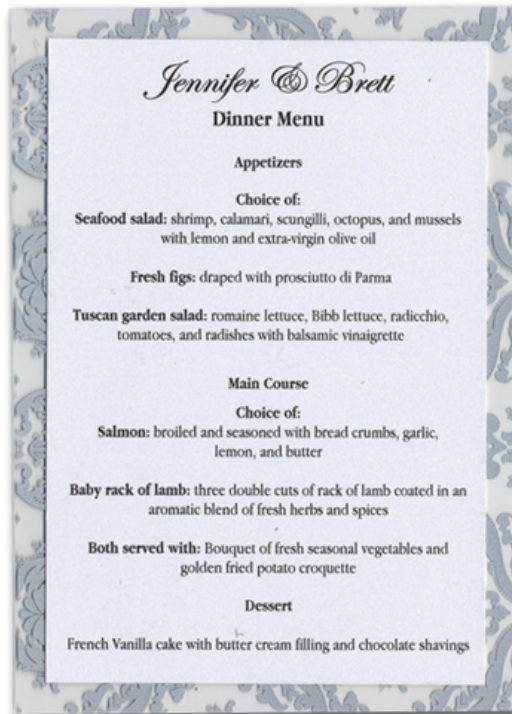 Jennifer & Brett
Dinner Menu
Appetizers
Choice of:
Seafood salad: shrimp, calamari, scungilli, octopus, and mussels
with lemon and extra-virgin olive oil
Fresh figs: draped with prosciutto di Parma
Tuscan garden salad: romaine lettuce, Bibb lettuce, radicchio,
tomatoes, and radishes with balsamic vinaigrette
Main Course
Choice of:
Salmon: broiled and seasoned with bread crumbs, garlic,
lemon, and butter
Baby rack of lamb: three double cuts of rack of lamb coated in an
aromatic blend of fresh herbs and spices
Both served with: Bouquet of fresh seasonal vegetables and
golden fried potato croquette
Dessert
French Vanilla cake with butter cream filling and chocolate shavings